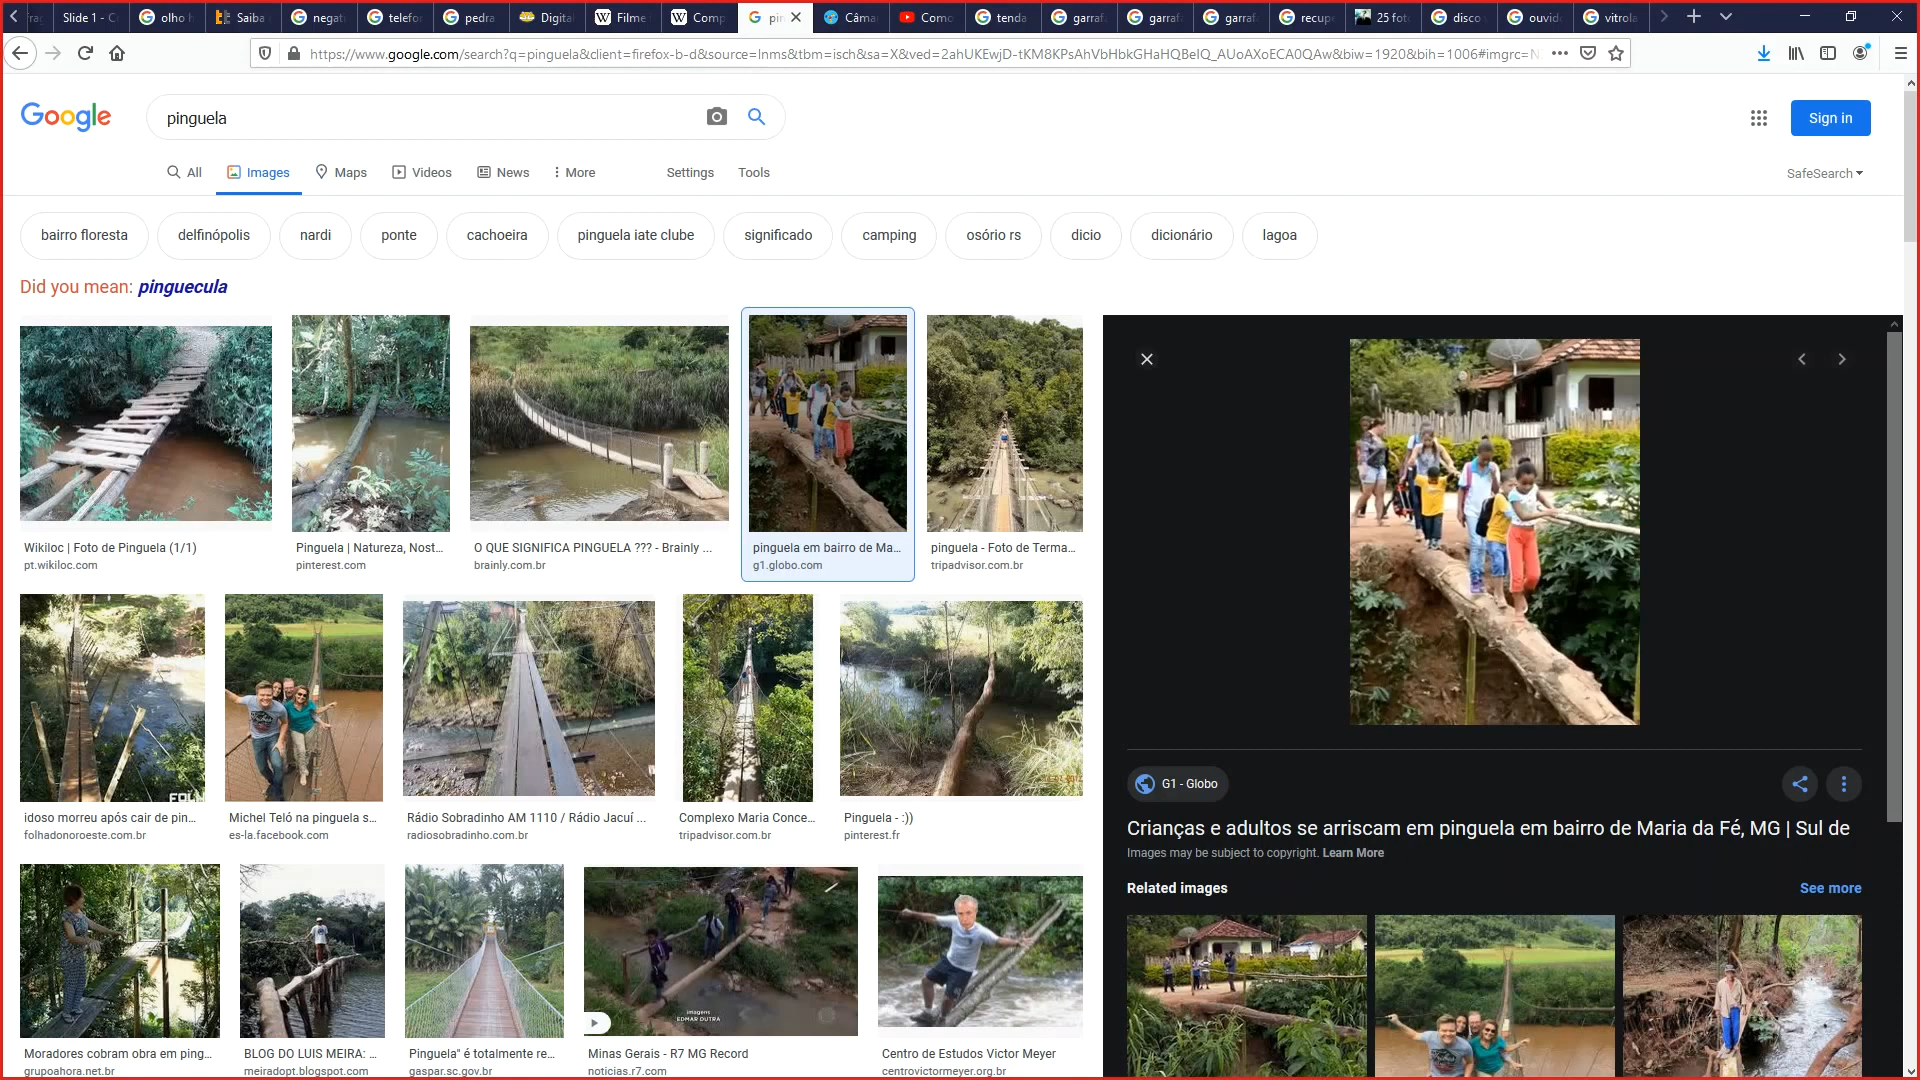 Slide 1 - C
olho h
Saiba
negati
telefo
pedra
Digita
Filme
Comp
pin
Câma
Como
tenda
garraf
garraf
garraf
recupe
25 fot
disco
ouvido
vitrola
https://www.google.com/search?q=pinguela&client=firefox-b-d&source=lnms&tbm=isch&sa=X&ved=2ahUKEwjD-tKM8KPsAhVbHbkGHaHQBeIQ_AUoAXoECA0QAw&biw=1920&bih=1006#imgrc=N
Google
pinguela
Sign in
All
Images
Maps
Videos
News
More
Settings
Tools
SafeSearch
bairro floresta
delfinópolis
nardi
ponte
cachoeira
pinguela iate clube
significado
camping
osório rs
dicio
dicionário
lagoa
Did you mean: pinguecula
Wikiloc | Foto de Pinguela (1/1)
pt.wikiloc.com
Pinguela | Natureza, Nost...
pinterest.com
O QUE SIGNIFICA PINGUELA ??? - Brainly ...
brainly.com.br
pinguela em bairro de Ma...
g1.globo.com
pinguela - Foto de Terma...
tripadvisor.com.br
idoso morreu após cair de pin...
folhadonoroeste.com.br
Michel Teló na pinguela s...
es-la.facebook.com
Rádio Sobradinho AM 1110 / Rádio Jacuí ...
radiosobradinho.com.br
Complexo Maria Conce...
tripadvisor.com.br
Pinguela - :))
pinterest.fr
imagens
EDMAR DUTRA
Moradores cobram obra em ping...
grupoahora.net.br
BLOG DO LUIS MEIRA: ...
meiradopt.blogspot.com
Pinguela" é totalmente re...
gaspar.sc.gov.br
Minas Gerais - R7 MG Record
noticias.r7.com
Centro de Estudos Victor Meyer
centrovictormeyer.org.br
G1 - Globo
Crianças e adultos se arriscam em pinguela em bairro de Maria da Fé, MG | Sul de
Images may be subject to copyright. Learn More
Related images
See more